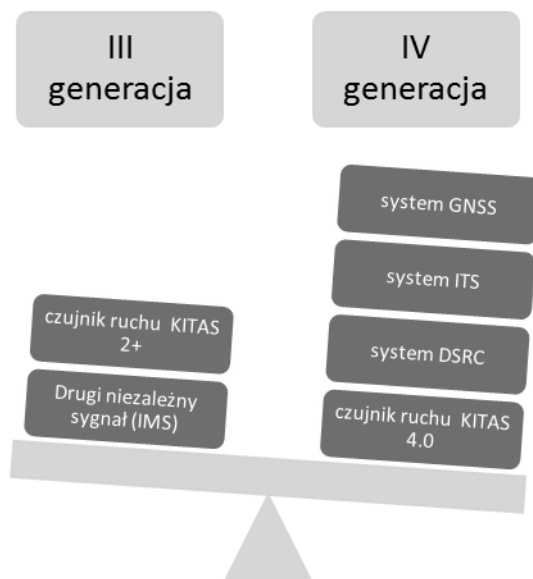 III
generacja
IV
generacja
system GNSS
system ITS
czujnik ruchu KITAS
2+
system DSRC
Drugi niezależny
sygnał (IMS)
czujnik ruchu KITAS
4.0